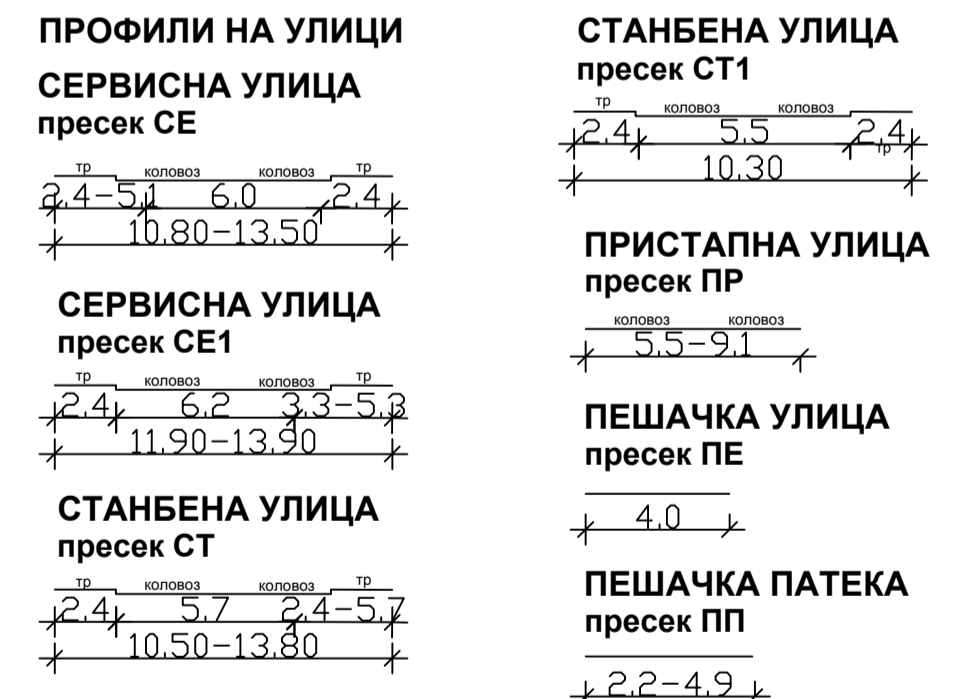 ПРОФИЛИ НА УЛИЦИ
СЕРВИСНА УЛИЦА
пресек СЕ
тр коловоз коловоз тр
2.4-5.1 6.0 2.4
10.80-13.50
СЕРВИСНА УЛИЦА
пресек СЕ1
тр коловоз коловоз тр
2.4 6.2 3.3-5.3
11.90-13.90
СТАНБЕНА УЛИЦА
пресек СТ
тр коловоз коловоз тр
2.4 5.7 2.4-5.7
10.50-13.80
СТАНБЕНА УЛИЦА
пресек СТ1
тр коловоз коловоз
2.4 5.5 2.4
тр
10.30
ПРИСТАПНА УЛИЦА
пресек ПР
коловоз коловоз
5.5-9.1
ПЕШАЧКА УЛИЦА
пресек ПЕ
4.0
ПЕШАЧКА ПАТЕКА
пресек ПП
2.2-4.9